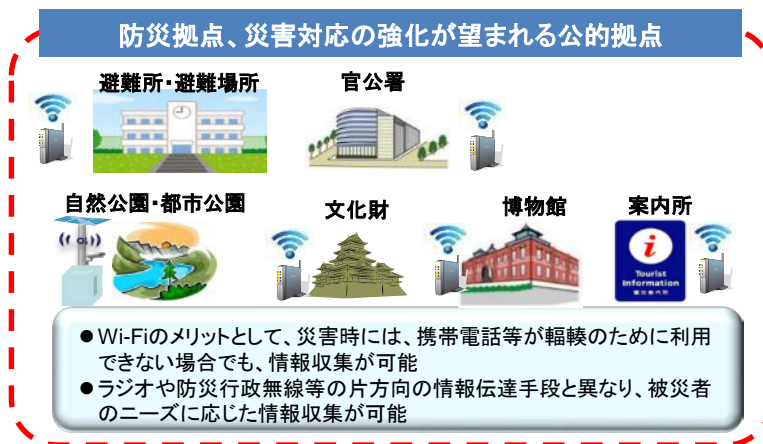 防災拠点、災害対応の強化が望まれる公的拠点
避難所・避難場所
官公署
自然公園・都市公園
文化財
博物館
案内所
i
Tourist
Information
●Wi-Fiのメリットとして、災害時には、携帯電話等が輻輳のために利用
できない場合でも、情報収集が可能
●ラジオや防災行政無線等の片方向の情報伝達手段と異なり、被災者
のニーズに応じた情報収集が可能